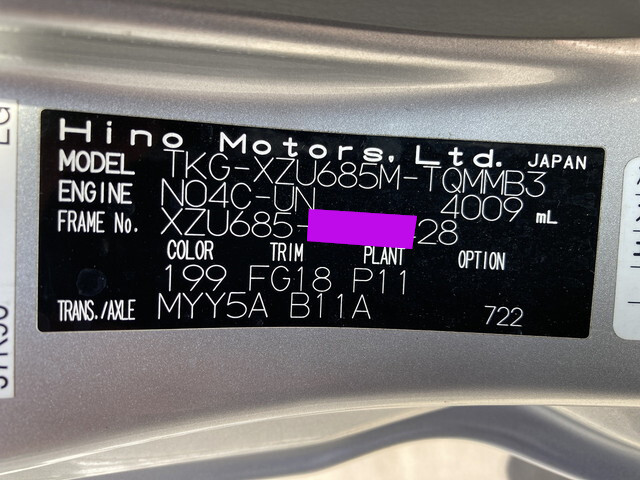 Hino Motors, Ltd. JAPAN
MODEL TKG-XZU685M-TQMMB3
ENGINE N04C-UN 4009 mL
FRAME No. XZU685- 28
COLOR TRIM PLANT OPTION
199 FG18 P11
TRANS./AXLE MYY5A B11A 722